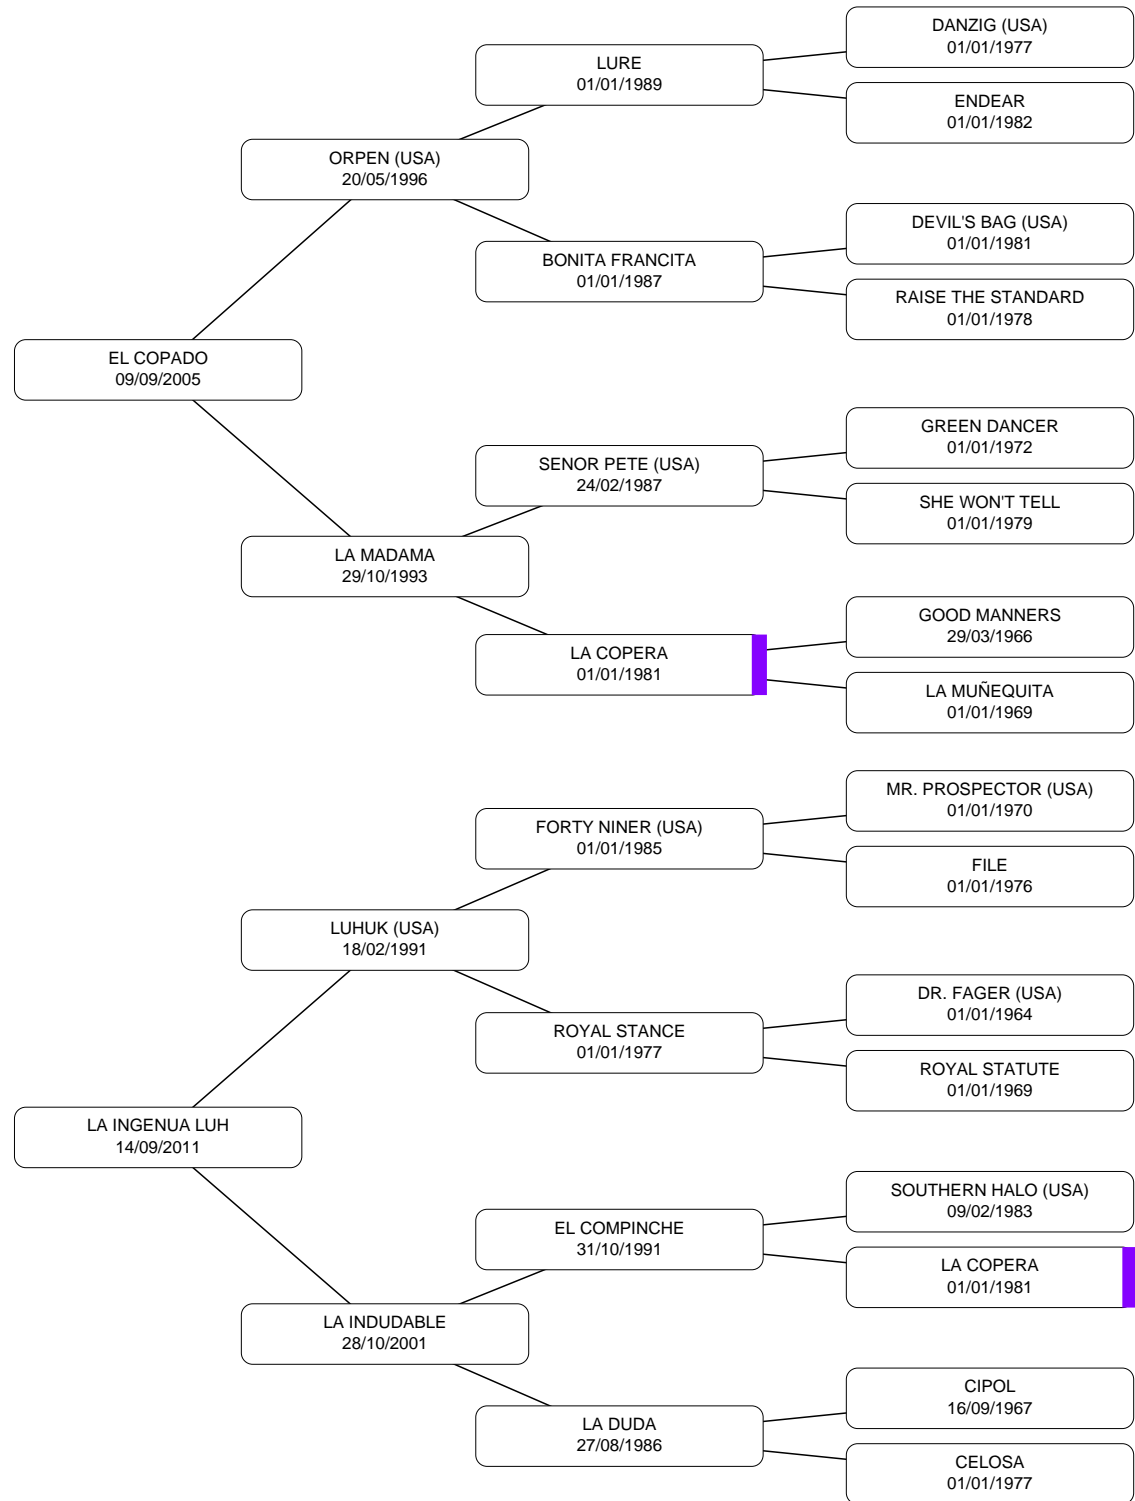 DANZIG (USA)
01/01/1977
LURE
01/01/1989
ENDEAR
01/01/1982
ORPEN (USA)
20/05/1996
DEVIL'S BAG (USA)
01/01/1981
BONITA FRANCITA
01/01/1987
RAISE THE STANDARD
01/01/1978
EL COPADO
09/09/2005
GREEN DANCER
01/01/1972
SENOR PETE (USA)
24/02/1987
SHE WON'T TELL
01/01/1979
LA MADAMA
29/10/1993
GOOD MANNERS
29/03/1966
LA COPERA
01/01/1981
LA MUÑEQUITA
01/01/1969
MR. PROSPECTOR (USA)
01/01/1970
FORTY NINER (USA)
01/01/1985
FILE
01/01/1976
LUHUK (USA)
18/02/1991
DR. FAGER (USA)
01/01/1964
ROYAL STANCE
01/01/1977
ROYAL STATUTE
01/01/1969
LA INGENUA LUH
14/09/2011
SOUTHERN HALO (USA)
09/02/1983
EL COMPINCHE
31/10/1991
LA COPERA
01/01/1981
LA INDUDABLE
28/10/2001
CIPOL
16/09/1967
LA DUDA
27/08/1986
CELOSA
01/01/1977